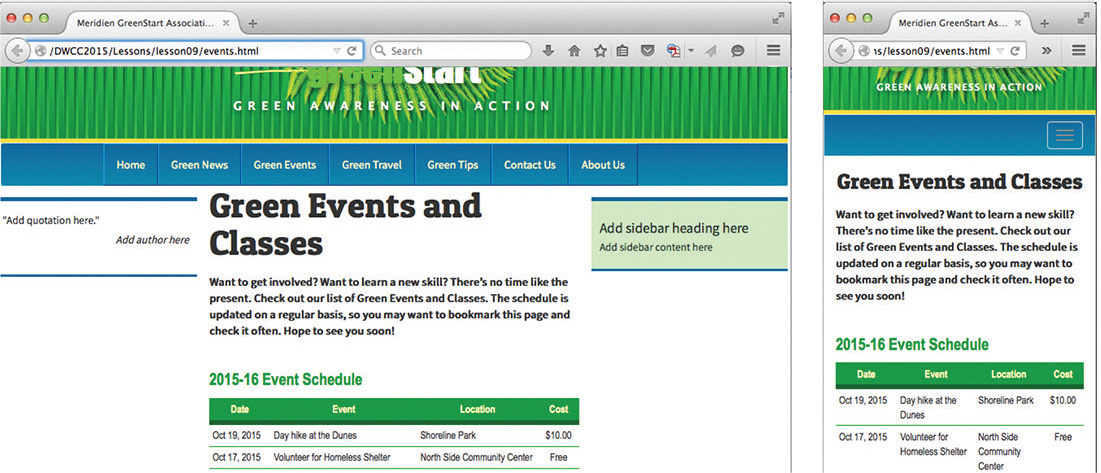 Meridien GreenStart Associati...
/DWCC2015/Lessons/lesson09/events.html
Search
greenStart
GREEN AWARENESS IN ACTION
Home Green News Green Events Green Travel Green Tips Contact Us About Us
"Add quotation here."
Add author here
Green Events and
Classes
Want to get involved? Want to learn a new skill? There's no time like the
present. Check out our list of Green Events and Classes. The schedule is
updated on a regular basis, so you may want to bookmark this page and
check it often. Hope to see you soon!
2015-16 Event Schedule
Date Event Location Cost
Oct 19, 2015 Day hike at the Dunes Shoreline Park $10.00
Oct 17, 2015 Volunteer for Homeless Shelter North Side Community Center Free
Add sidebar heading here
Add sidebar content here
Meridien GreenStart As...
ns/lesson09/events.html
GREEN AWARENESS IN ACTION
Green Events and Classes
Want to get involved? Want to learn a new skill?
There's no time like the present. Check out our
list of Green Events and Classes. The schedule is
updated on a regular basis, so you may want to
bookmark this page and check it often. Hope to
see you soon!
2015-16 Event Schedule
Date Event Location Cost
Oct 19, 2015 Day hike at the Shoreline Park $10.00
Dunes
Oct 17, 2015 Volunteer for North Side Free
Homeless Shelter Community
Center